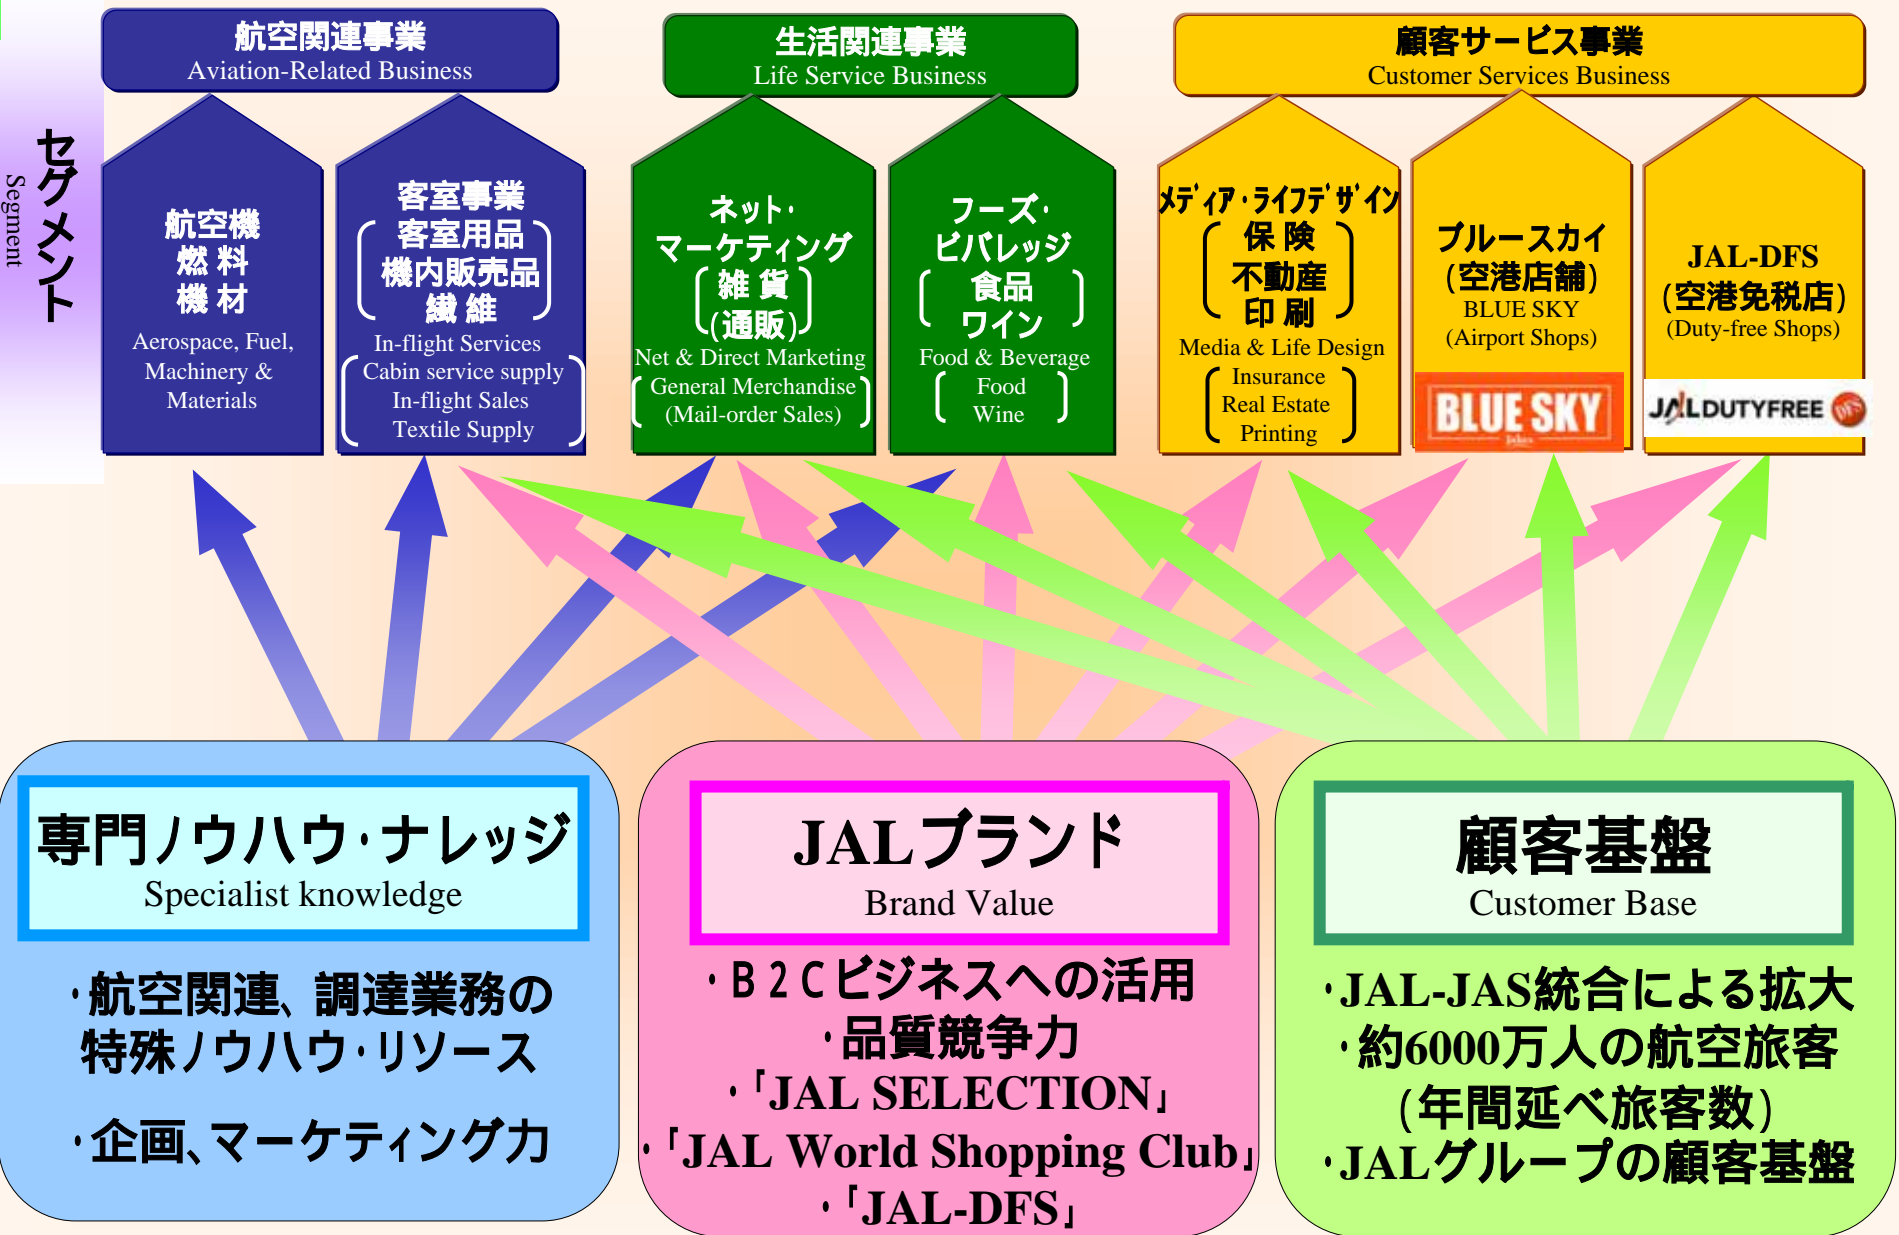 セグメント
Segment
航空関連事業
Aviation-Related Business
航空機
燃料
機材
Aerospace, Fuel,
Machinery &
Materials
客室事業
客室用品
機内販売品
繊維
In-flight Services
Cabin service supply
In-flight Sales
Textile Supply
生活関連事業
Life Service Business
ネット・
マーケティング
雑貨
(通販)
Net & Direct Marketing
General Merchandise
(Mail-order Sales)
フーズ・
ビバレッジ
食品
ワイン
Food & Beverage
Food
Wine
顧客サービス事業
Customer Services Business
メディア・ライフデザイン
保険
不動産
印刷
Media & Life Design
Insurance
Real Estate
Printing
ブルースカイ
(空港店舗)
BLUE SKY
(Airport Shops)
BLUE SKY
JAL-DFS
(空港免税店)
(Duty-free Shops)
JAL DUTYFREE DFS
専門ノウハウ・ナレッジ
Specialist knowledge
・航空関連、調達業務の
特殊ノウハウ・リソース
・企画、マーケティング力
JALブランド
Brand Value
・B2Cビジネスへの活用
・品質競争力
・「JAL SELECTION」
・「JAL World Shopping Club」
・「JAL-DFS」
顧客基盤
Customer Base
・JAL-JAS統合による拡大
・約6000万人の航空旅客
(年間延べ旅客数)
・JALグループの顧客基盤